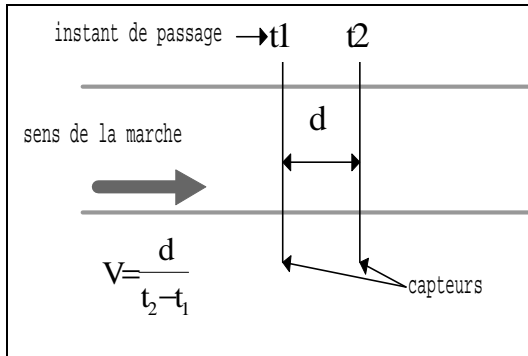 instant de passage t1 t2
d
sens de la marche
V=d/(t₂−t₁)
capteurs